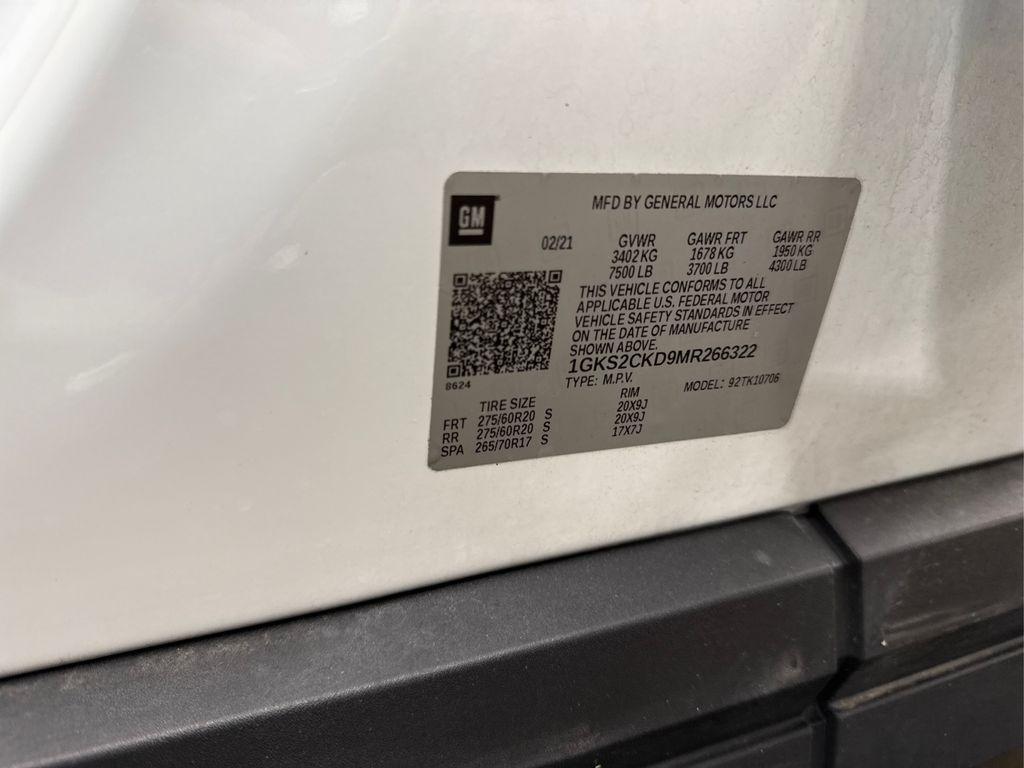 GM
MFD BY GENERAL MOTORS LLC
02/21 GVWR GAWR FRT GAWR RR
3402 KG 1678 KG 1950 KG
7500 LB 3700 LB 4300 LB
THIS VEHICLE CONFORMS TO ALL
APPLICABLE U.S. FEDERAL MOTOR
VEHICLE SAFETY STANDARDS IN EFFECT
ON THE DATE OF MANUFACTURE
SHOWN ABOVE.
1GKS2CKD9MR266322
8624
TYPE: M.P.V. MODEL: 92TK10706
TIRE SIZE RIM
FRT 275/60R20 S 20X9J
RR 275/60R20 S 20X9J
SPA 265/70R17 S 17X7J